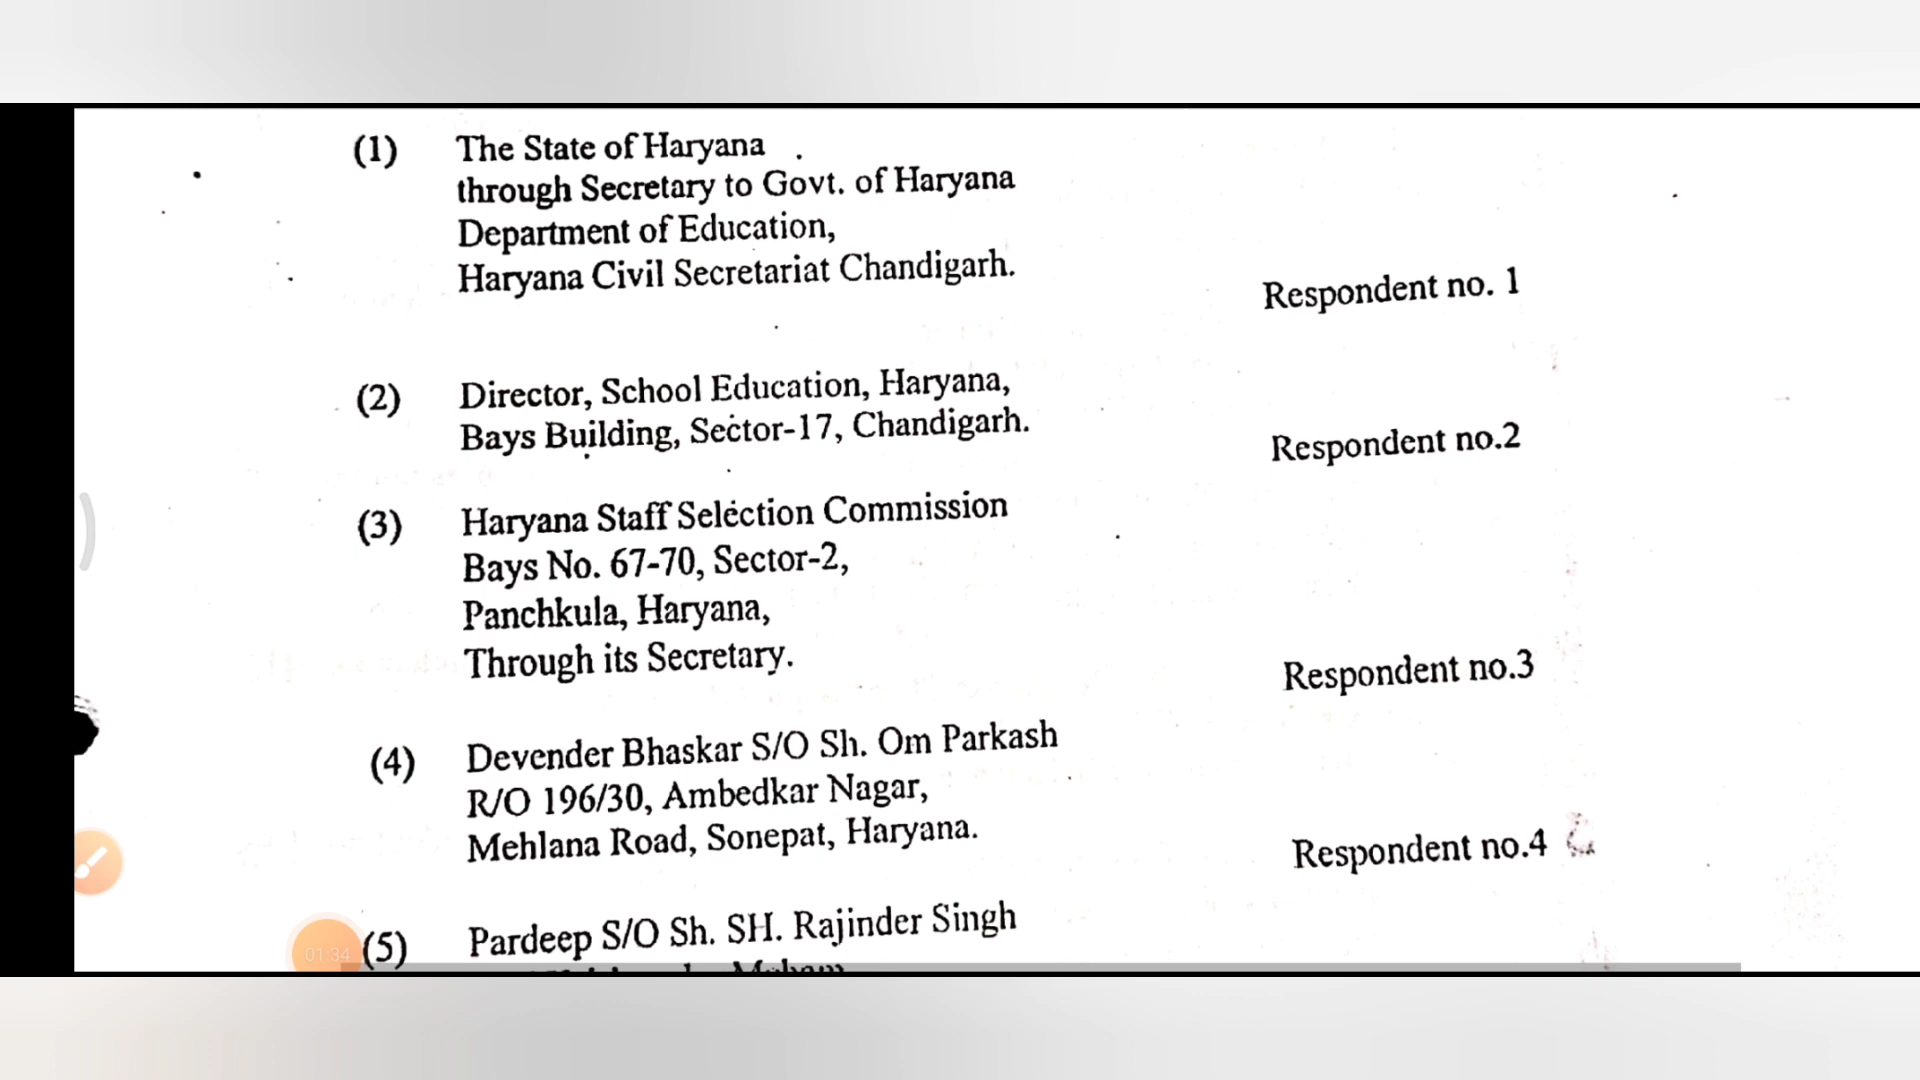 (1) The State of Haryana
through Secretary to Govt. of Haryana
Department of Education,
Haryana Civil Secretariat Chandigarh.
Respondent no. 1
(2) Director, School Education, Haryana,
Bays Building, Sector-17, Chandigarh.
Respondent no.2
(3) Haryana Staff Selection Commission
Bays No. 67-70, Sector-2,
Panchkula, Haryana,
Through its Secretary.
Respondent no.3
(4) Devender Bhaskar S/O Sh. Om Parkash
R/O 196/30, Ambedkar Nagar,
Mehlana Road, Sonepat, Haryana.
Respondent no.4
01:34
(5) Pardeep S/O Sh. SH. Rajinder Singh